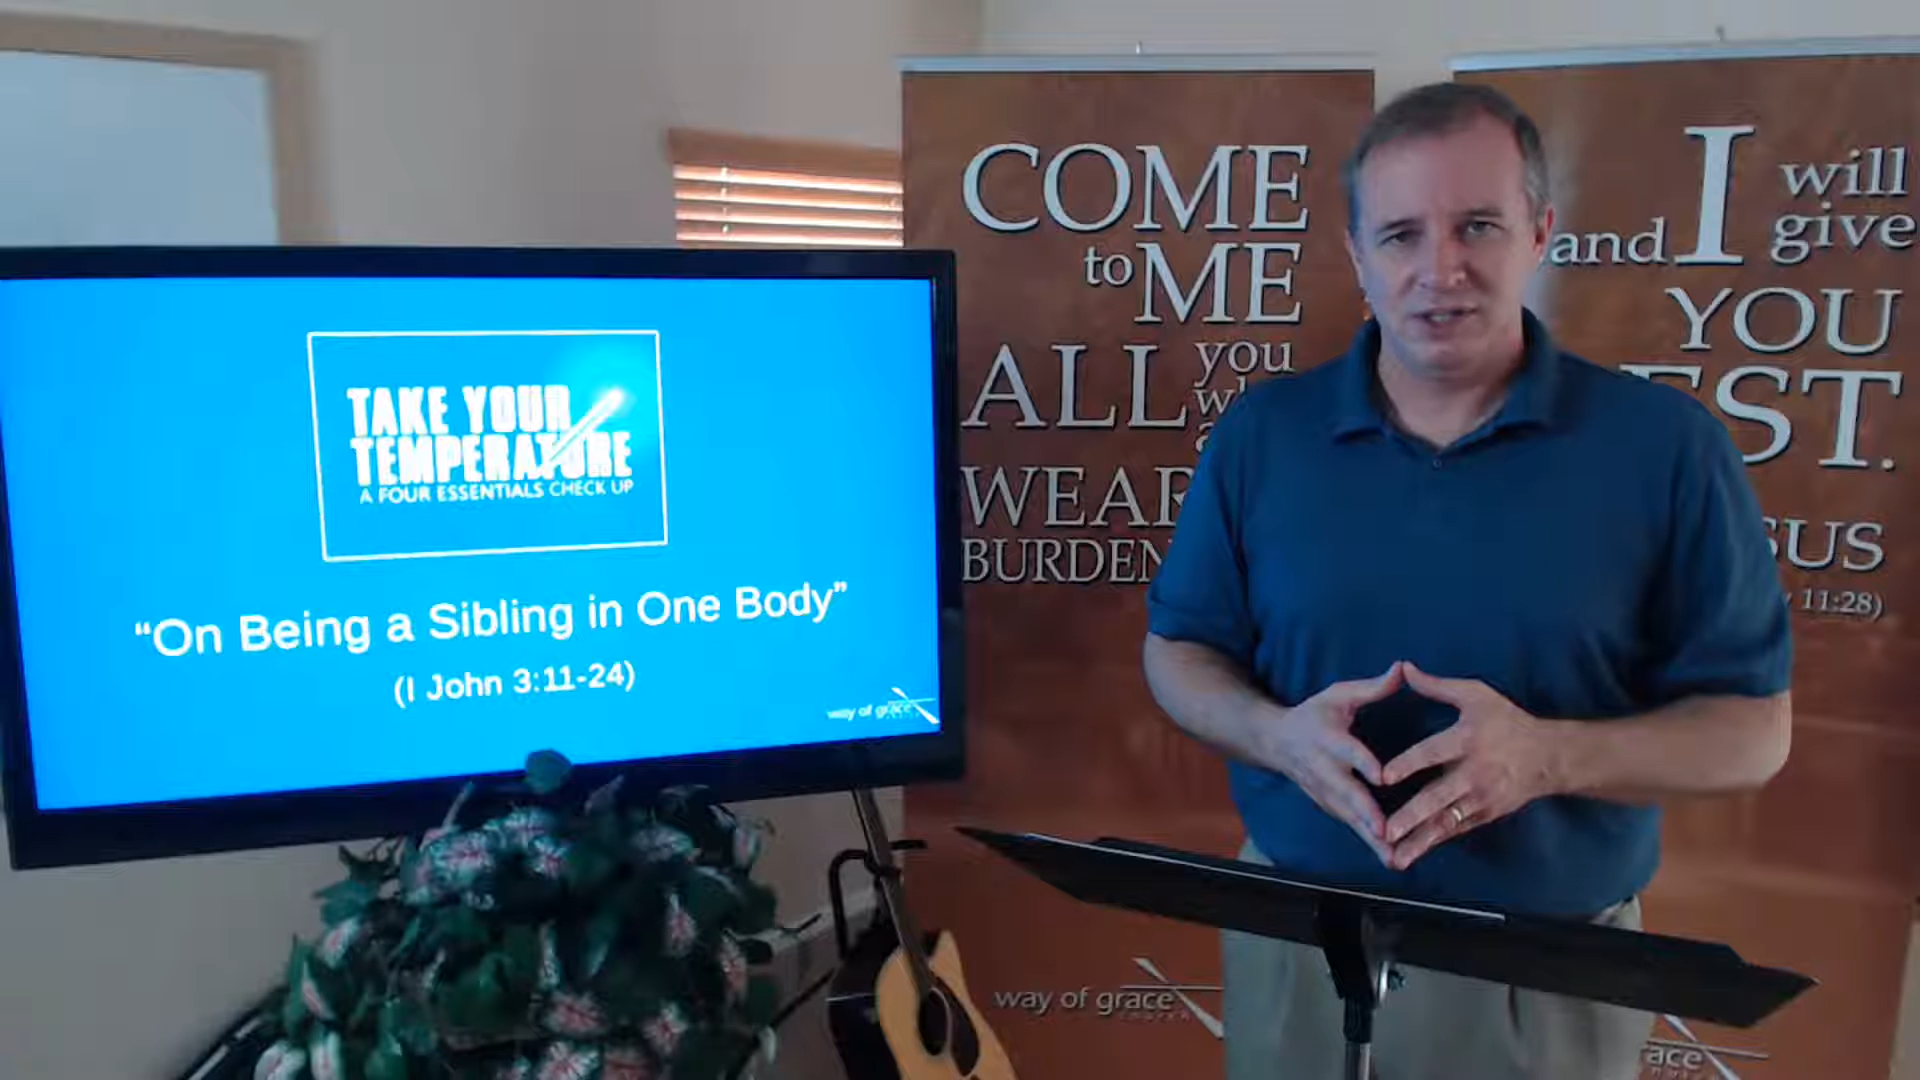 TAKE YOUR
TEMPERATURE
A FOUR ESSENTIALS CHECK UP
“On Being a Sibling in One Body”
(I John 3:11-24)
way of grace
COME
to ME
ALL you
WEAR
BURDEN
way of grace
CHURCH
and I will
give
YOU
EST.
SUS
11:28)
ace